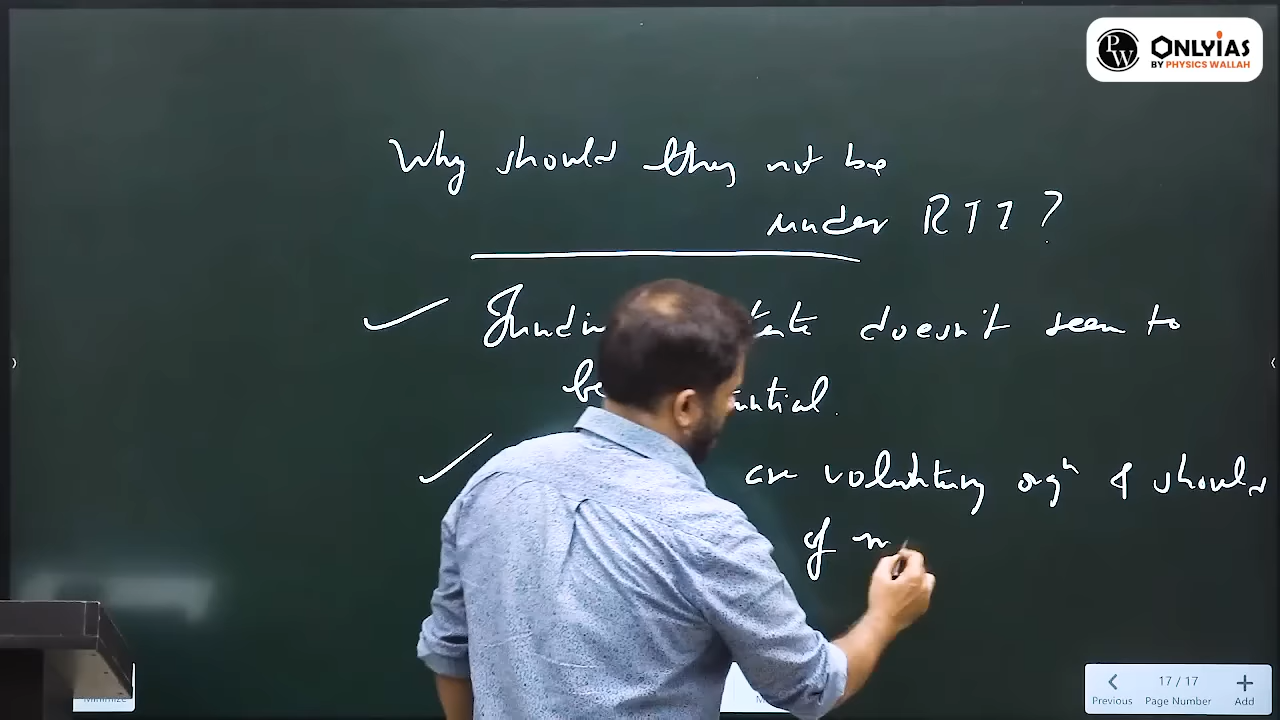 PW ONLYIAS
BY PHYSICS WALLAH
Why should they not be
under RTI?
doesn't seem to
are voluntary orgn & should
of
17 / 17
Previous Page Number Add